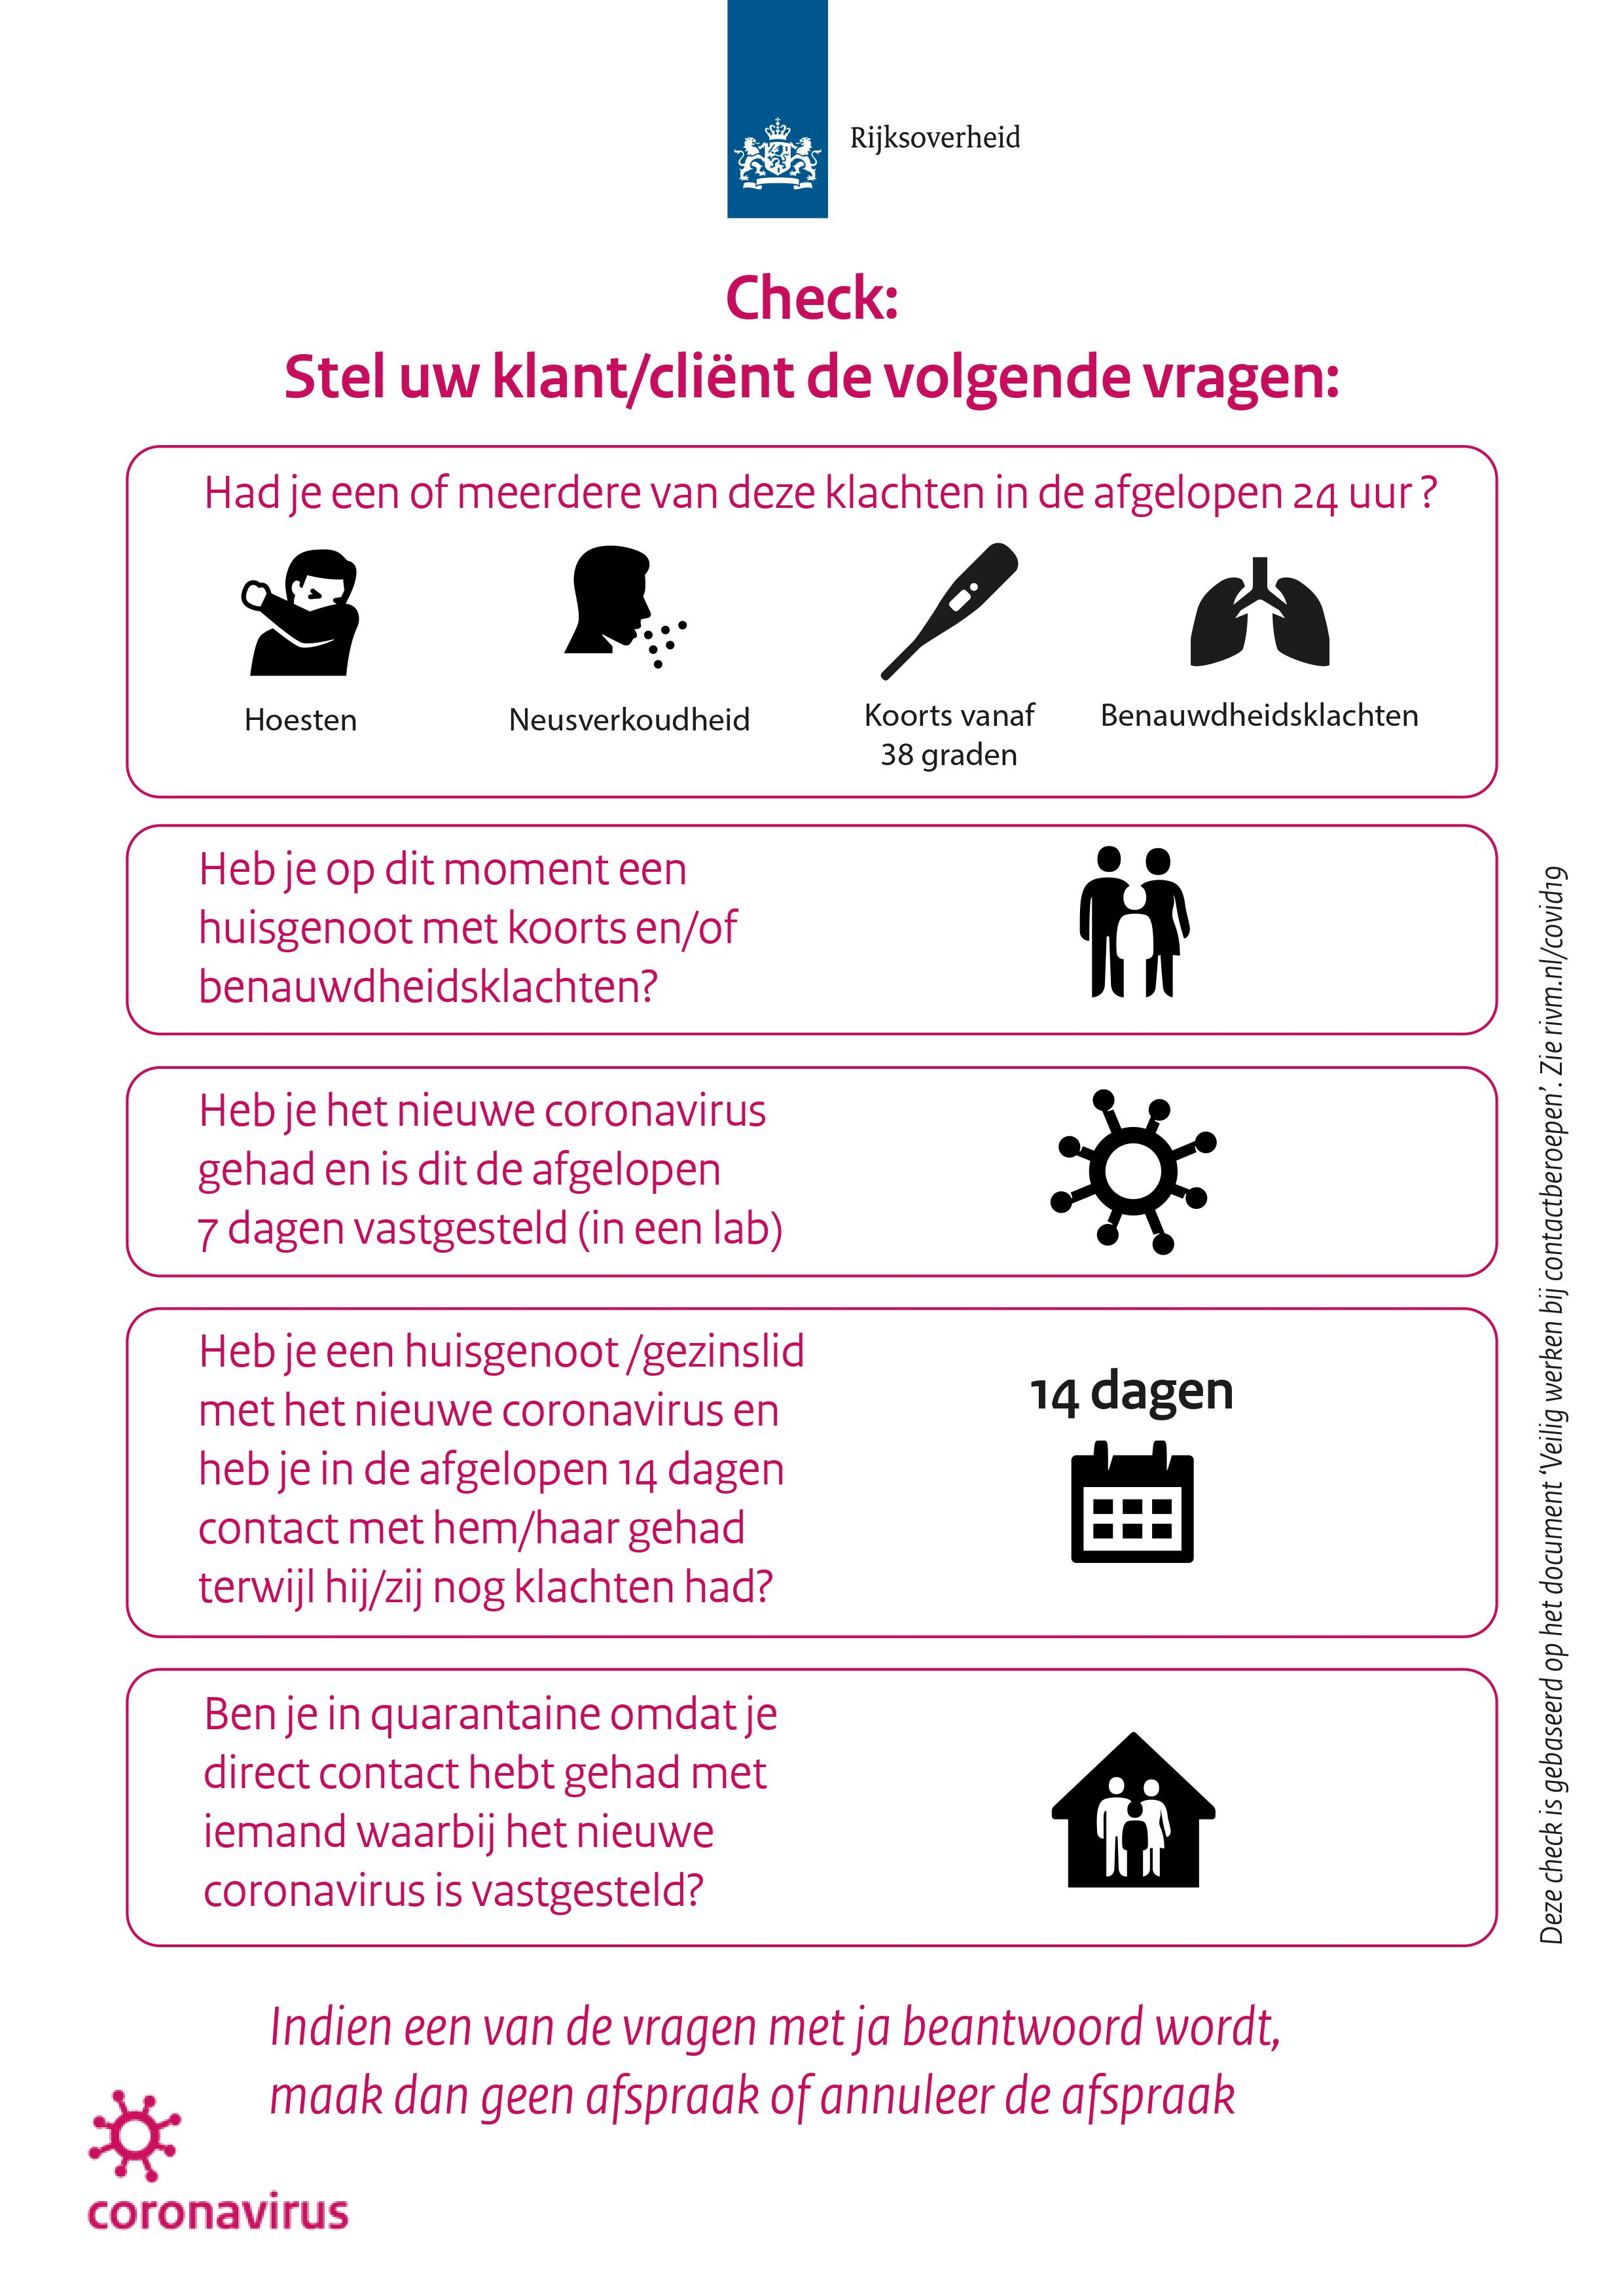 Rijksoverheid
Check:
Stel uw klant/cliënt de volgende vragen:
Had je een of meerdere van deze klachten in de afgelopen 24 uur ?
Hoesten
Neusverkoudheid
Koorts vanaf
38 graden
Benauwdheidsklachten
Heb je op dit moment een
huisgenoot met koorts en/of
benauwdheidsklachten?
Heb je het nieuwe coronavirus
gehad en is dit de afgelopen
7 dagen vastgesteld (in een lab)
Heb je een huisgenoot /gezinslid
met het nieuwe coronavirus en
heb je in de afgelopen 14 dagen
contact met hem/haar gehad
terwijl hij/zij nog klachten had?
14 dagen
Ben je in quarantaine omdat je
direct contact hebt gehad met
iemand waarbij het nieuwe
coronavirus is vastgesteld?
Deze check is gebaseerd op het document ‘Veilig werken bij contactberoepen’. Zie rivm.nl/covid19
Indien een van de vragen met ja beantwoord wordt,
maak dan geen afspraak of annuleer de afspraak
coronavirus